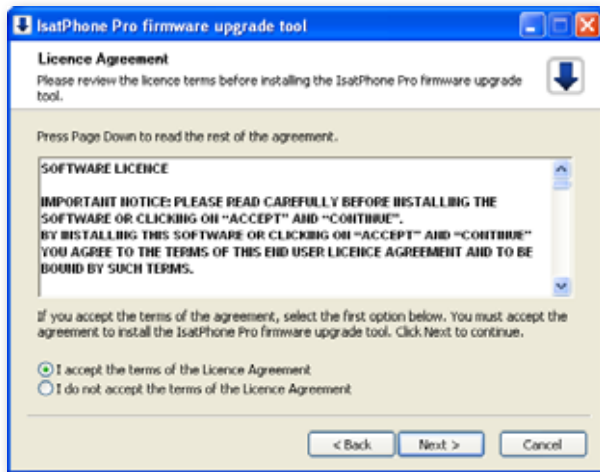 IsatPhone Pro firmware upgrade tool
Licence Agreement
Please review the licence terms before installing the IsatPhone Pro firmware upgrade
tool.
Press Page Down to read the rest of the agreement.
SOFTWARE LICENCE
IMPORTANT NOTICE: PLEASE READ CAREFULLY BEFORE INSTALLING THE
SOFTWARE OR CLICKING ON “ACCEPT” AND “CONTINUE”.
BY INSTALLING THIS SOFTWARE OR CLICKING ON “ACCEPT” AND “CONTINUE”
YOU AGREE TO THE TERMS OF THIS END USER LICENCE AGREEMENT AND TO BE
BOUND BY SUCH TERMS.
If you accept the terms of the agreement, select the first option below. You must accept the
agreement to install the IsatPhone Pro firmware upgrade tool. Click Next to continue.
I accept the terms of the Licence Agreement
I do not accept the terms of the Licence Agreement
< Back Next > Cancel